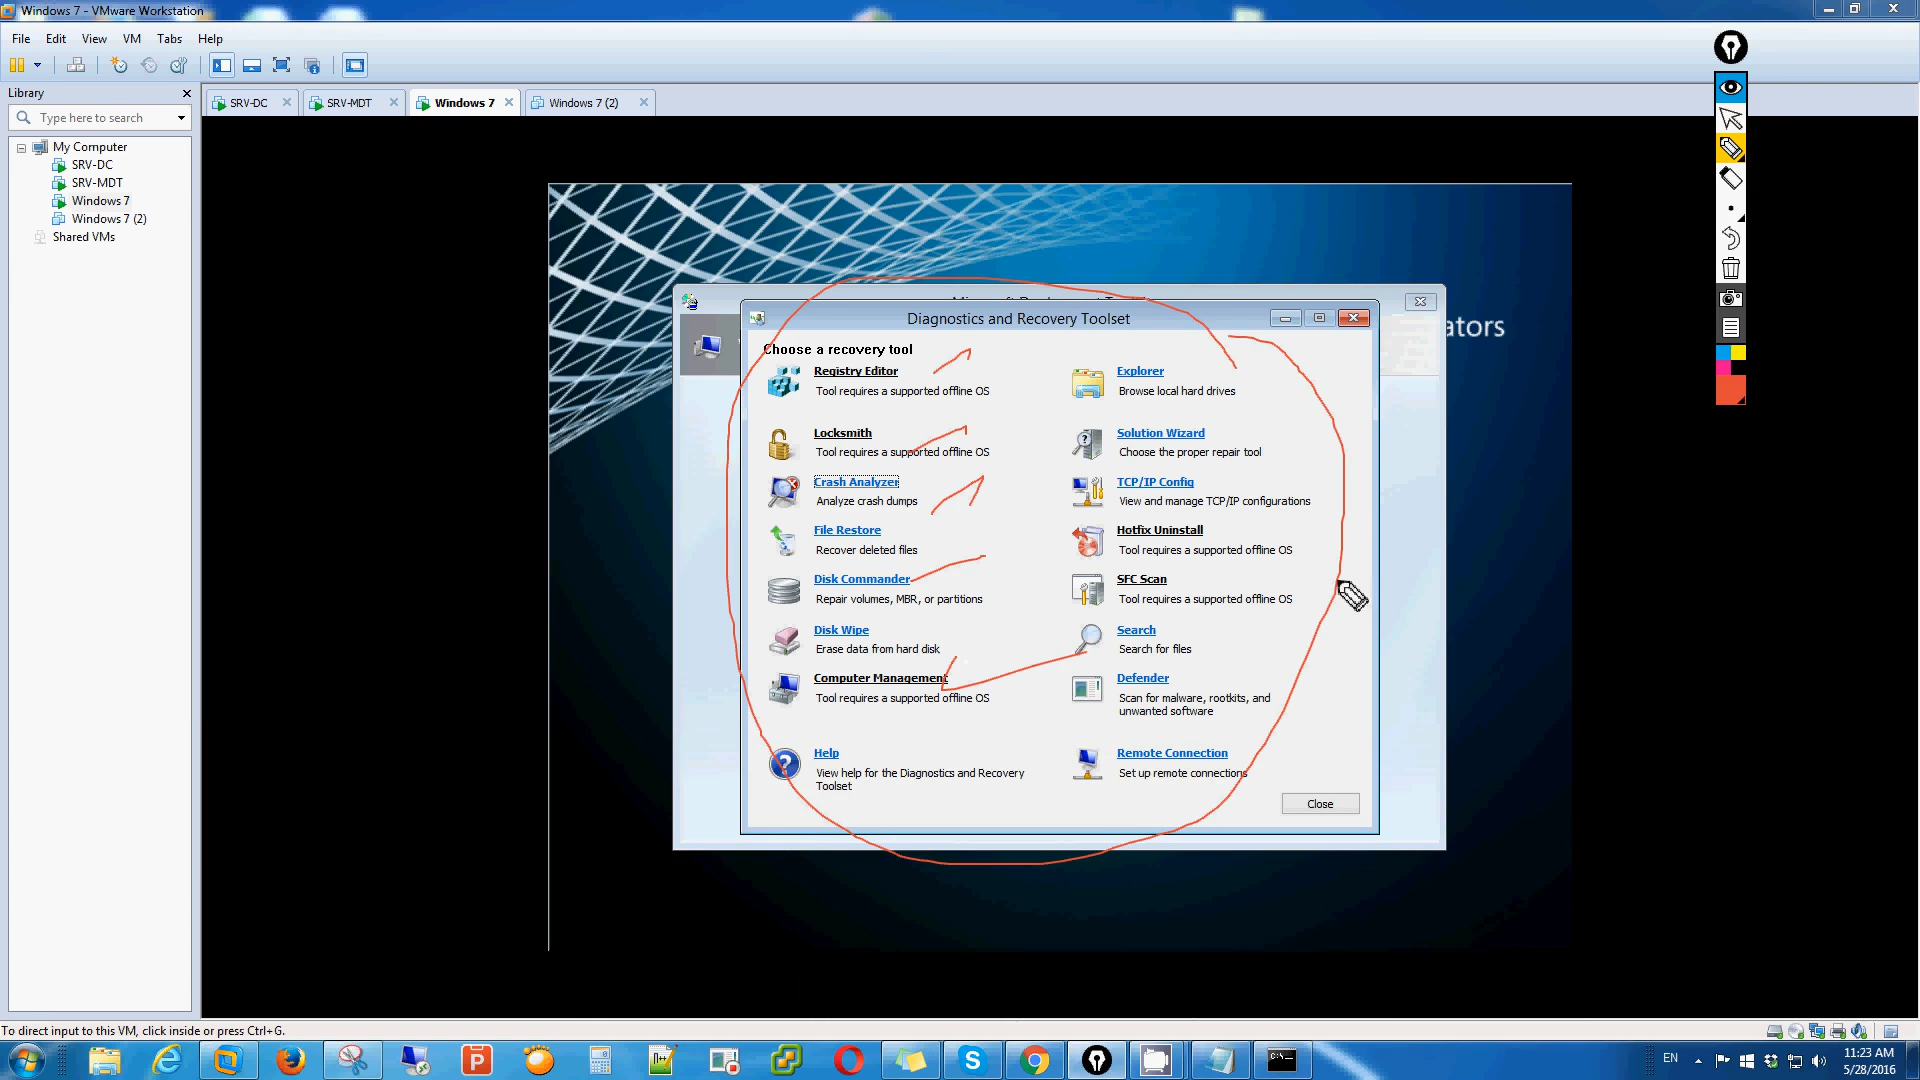 Windows 7 - VMware Workstation
File Edit View VM Tabs Help
Library
Type here to search
My Computer
SRV-DC
SRV-MDT
Windows 7
Windows 7 (2)
Shared VMs
SRV-DC
SRV-MDT
Windows 7
Windows 7 (2)
ators
Diagnostics and Recovery Toolset
Choose a recovery tool
Registry Editor
Tool requires a supported offline OS
Locksmith
Tool requires a supported offline OS
Crash Analyzer
Analyze crash dumps
File Restore
Recover deleted files
Disk Commander
Repair volumes, MBR, or partitions
Disk Wipe
Erase data from hard disk
Computer Management
Tool requires a supported offline OS
Help
View help for the Diagnostics and Recovery
Toolset
Explorer
Browse local hard drives
Solution Wizard
Choose the proper repair tool
TCP/IP Config
View and manage TCP/IP configurations
Hotfix Uninstall
Tool requires a supported offline OS
SFC Scan
Tool requires a supported offline OS
Search
Search for files
Defender
Scan for malware, rootkits, and
unwanted software
Remote Connection
Set up remote connections
Close
To direct input to this VM, click inside or press Ctrl+G.
EN
11:23 AM
5/28/2016